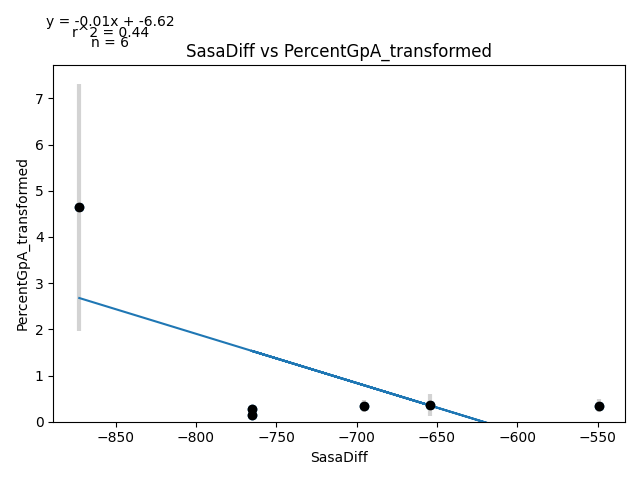 y = -0.01x + -6.62
r^2 = 0.44
n = 6
SasaDiff vs PercentGpA_transformed
7
6
5
4
3
2
1
0
PercentGpA_transformed
−850
−800
−750
−700
−650
−600
−550
SasaDiff